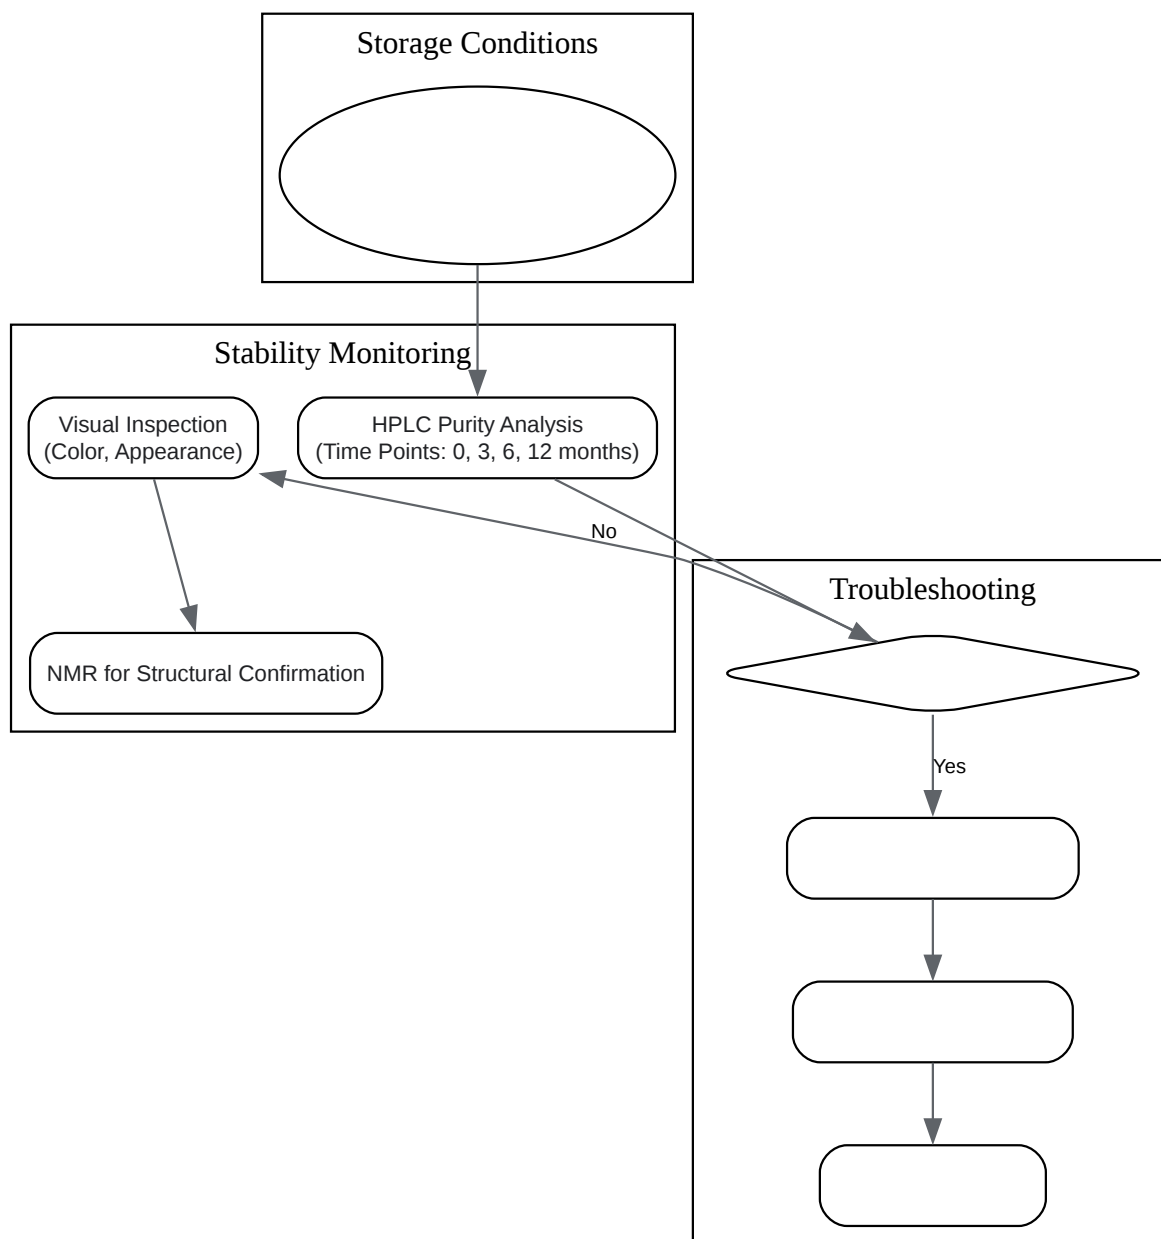 Storage Conditions
Stability Monitoring
Visual Inspection
(Color, Appearance)
HPLC Purity Analysis
(Time Points: 0, 3, 6, 12 months)
No
Troubleshooting
NMR for Structural Confirmation
Yes